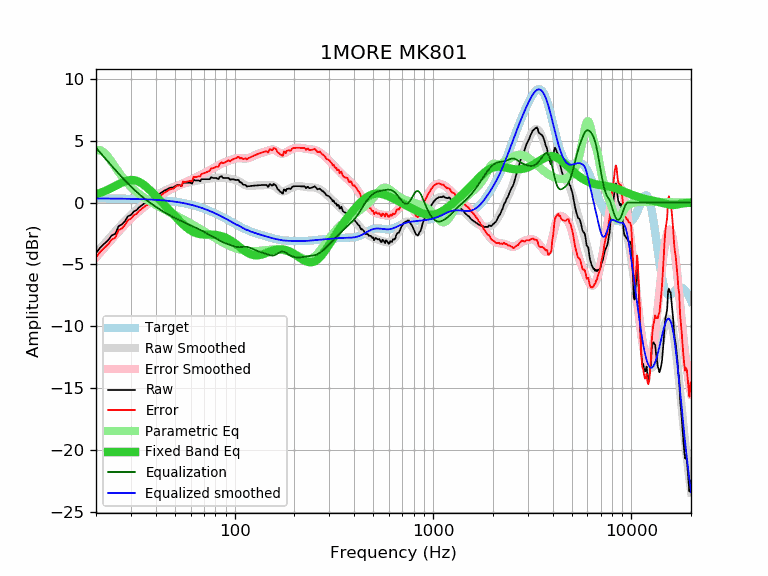 1MORE MK801
10
5
0
−5
−10
−15
−20
−25
Amplitude (dBr)
Target
Raw Smoothed
Error Smoothed
Raw
Error
Parametric Eq
Fixed Band Eq
Equalization
Equalized smoothed
100
1000
10000
Frequency (Hz)